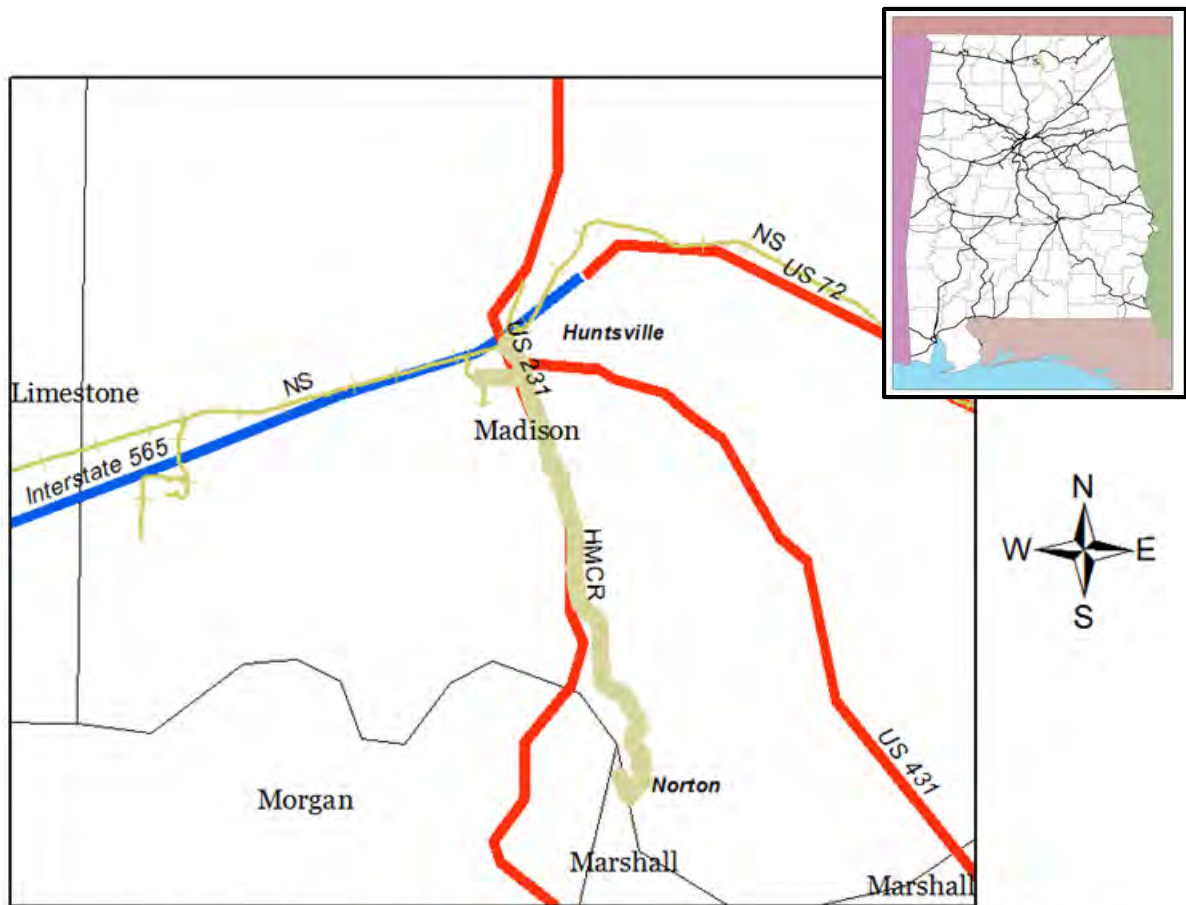 NS
US 72
Huntsville
US 231
NS
Limestone
Madison
Interstate 565
N
W E
S
HMCR
US 431
Norton
Morgan
Marshall
Marshall